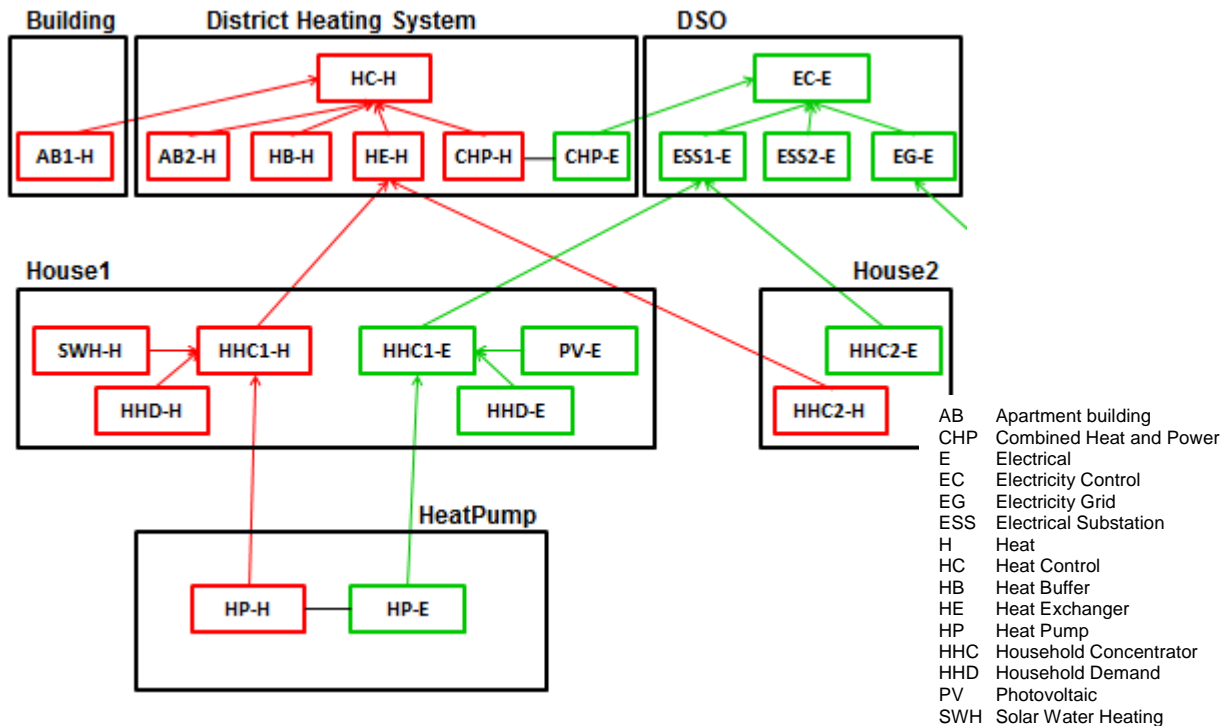 Building District Heating System DSO
HC-H EC-E
AB1-H AB2-H HB-H HE-H CHP-H CHP-E ESS1-E ESS2-E EG-E
House1 House2
SWH-H HHC1-H HHC1-E PV-E HHC2-E
HHD-H HHD-E HHC2-H
HeatPump
HP-H HP-E
AB Apartment building
CHP Combined Heat and Power
E Electrical
EC Electricity Control
EG Electricity Grid
ESS Electrical Substation
H Heat
HC Heat Control
HB Heat Buffer
HE Heat Exchanger
HP Heat Pump
HHC Household Concentrator
HHD Household Demand
PV Photovoltaic
SWH Solar Water Heating